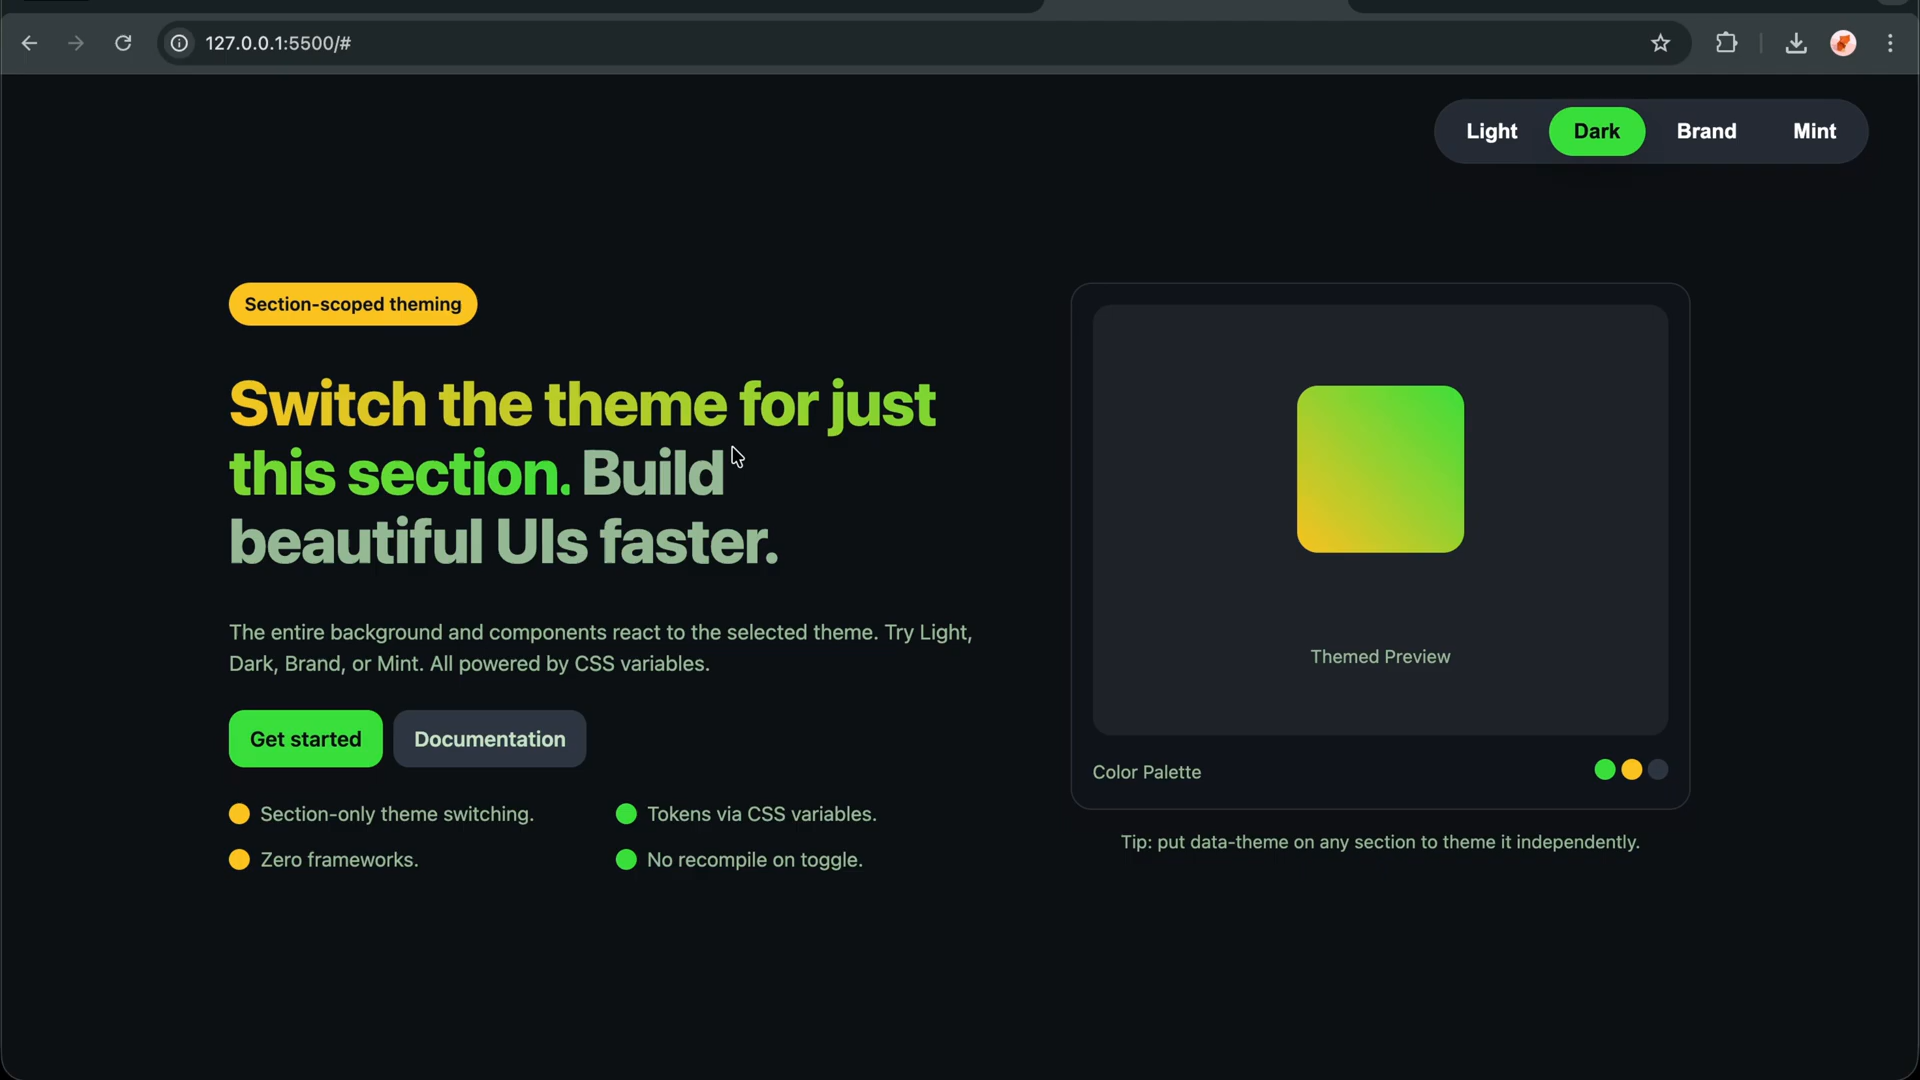 127.0.0.1:5500/#
Light
Dark
Brand
Mint
Section-scoped theming
Switch the theme for just
this section. Build
beautiful UIs faster.
The entire background and components react to the selected theme. Try Light,
Dark, Brand, or Mint. All powered by CSS variables.
Get started
Documentation
Section-only theme switching.
Tokens via CSS variables.
Zero frameworks.
No recompile on toggle.
Themed Preview
Color Palette
Tip: put data-theme on any section to theme it independently.